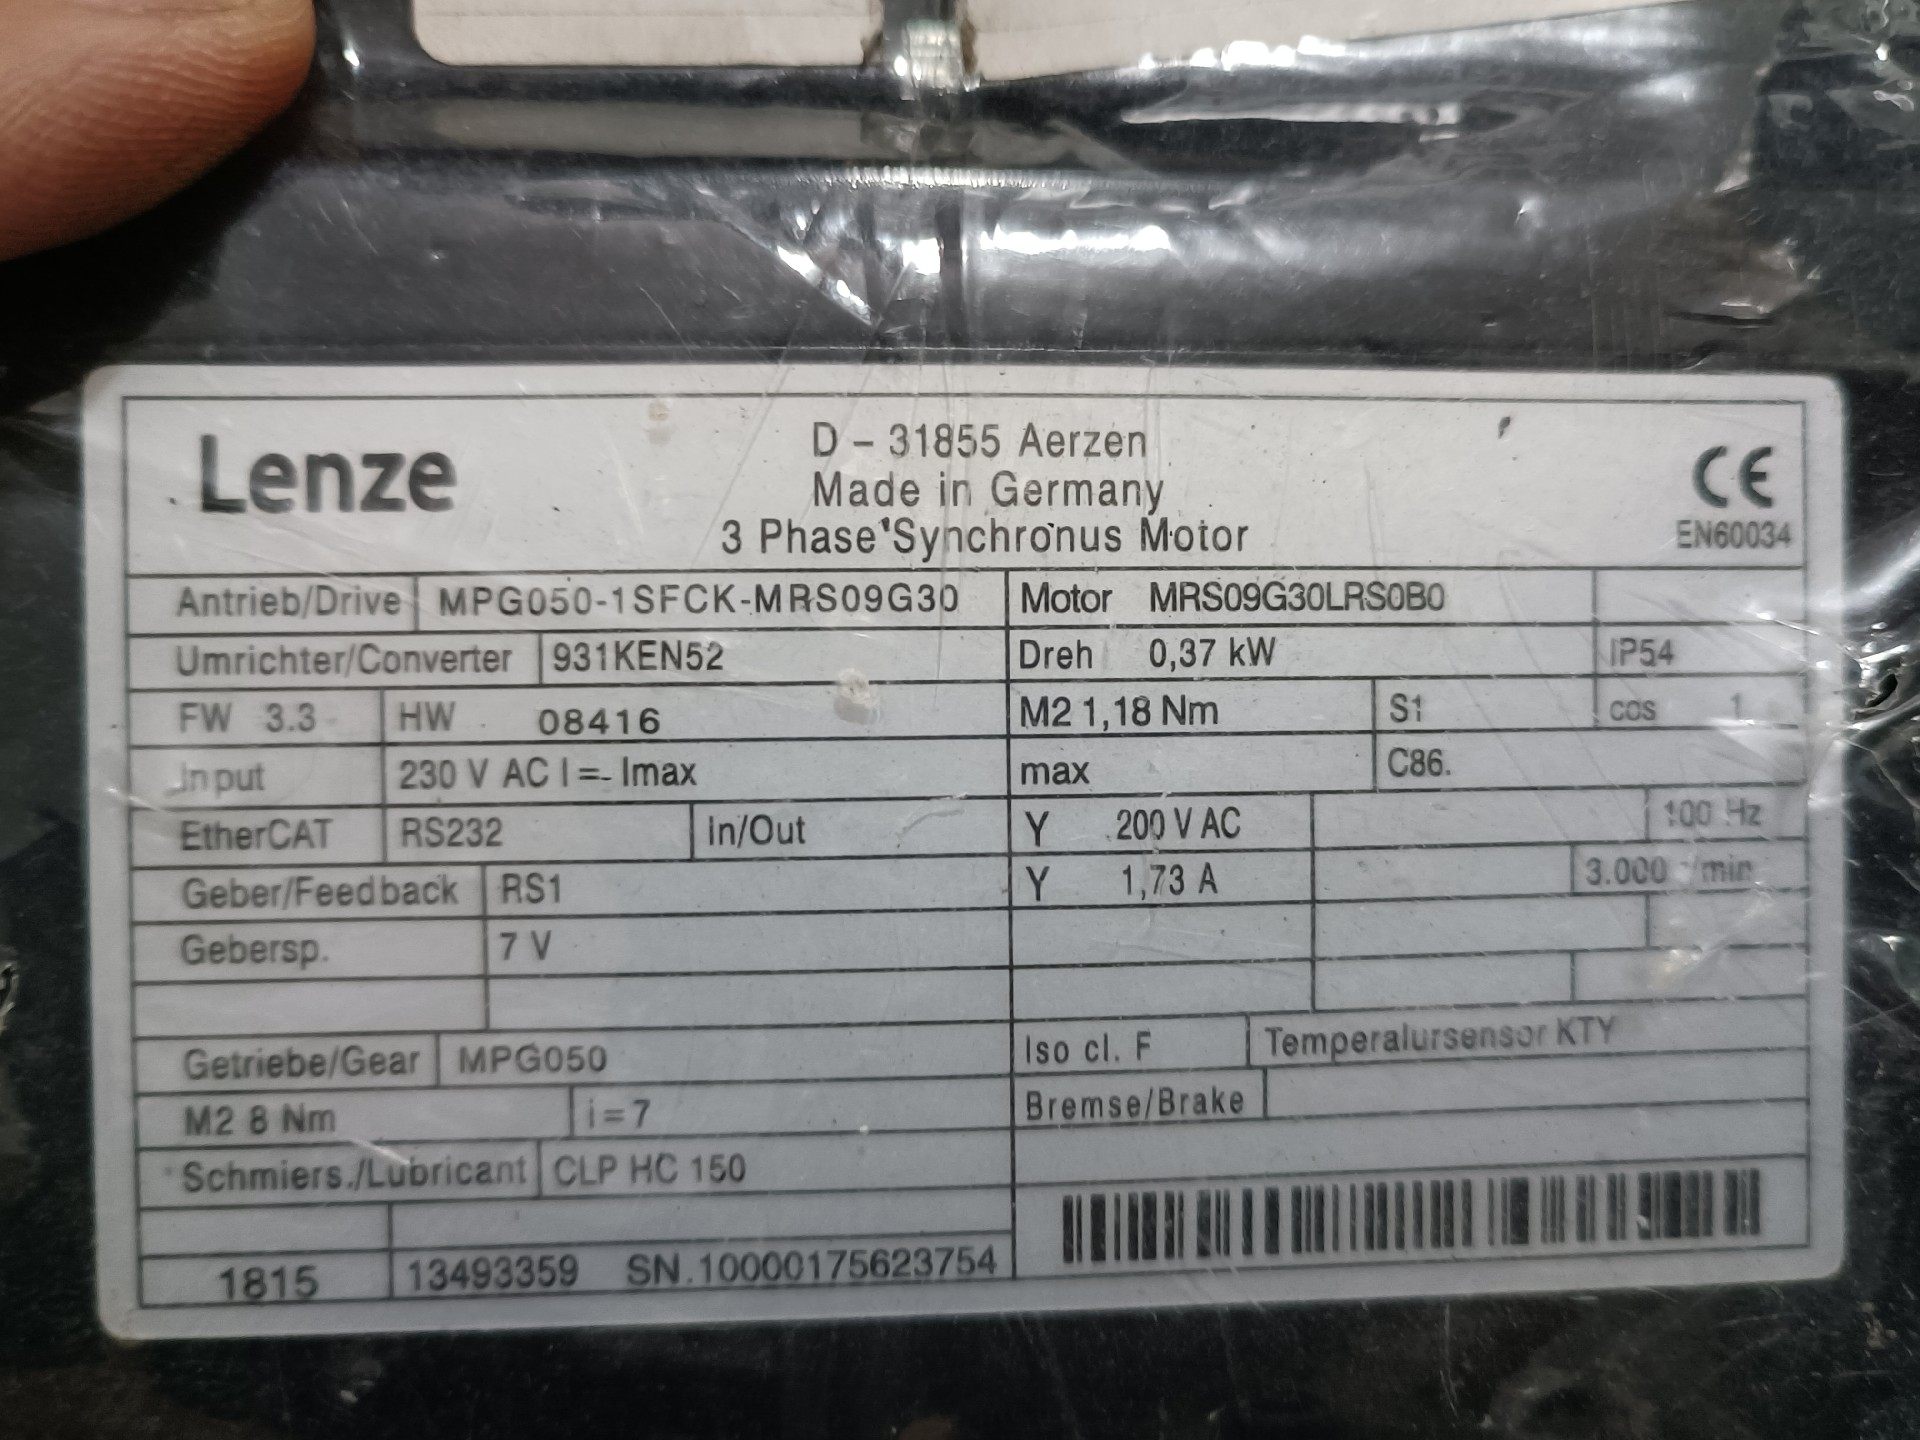 Lenze
D – 31855 Aerzen
Made in Germany
3 Phase Synchronus Motor
CE
EN60034
Antrieb/Drive MPG050-1SFCK-MRS09G30 Motor MRS09G30LRS0B0
Umrichter/Converter 931KEN52 Dreh 0,37 kW IP54
FW 3.3 HW 08416 M2 1,18 Nm S1 cos 1
Input 230 V AC I = Imax max C86.
EtherCAT RS232 In/Out Y 200 V AC 100 Hz
Geber/Feedback RS1 Y 1,73 A 3.000 /min
Gebersp. 7 V
Getriebe/Gear MPG050 Iso cl. F Temperalursensor KTY
M2 8 Nm i = 7 Bremse/Brake
Schmiers./Lubricant CLP HC 150
1815 13493359 SN.10000175623754